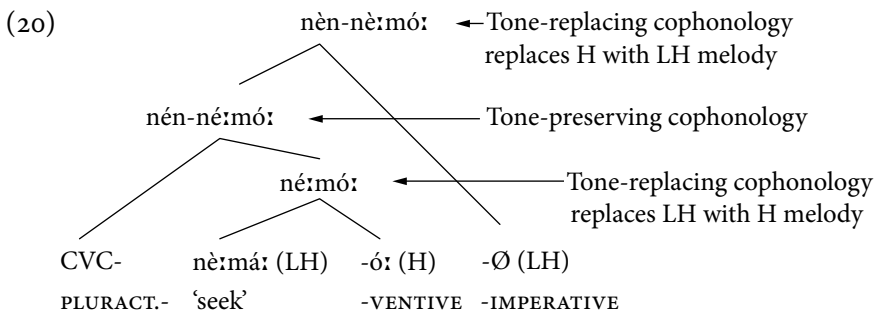 (20) nèn-nèːmóː Tone-replacing cophonology
replaces H with LH melody
nén-néːmóː Tone-preserving cophonology
néːmóː Tone-replacing cophonology
replaces LH with H melody
CVC- nèːmáː (LH) -óː (H) -Ø (LH)
PLURACT.- ‘seek’ -VENTIVE -IMPERATIVE